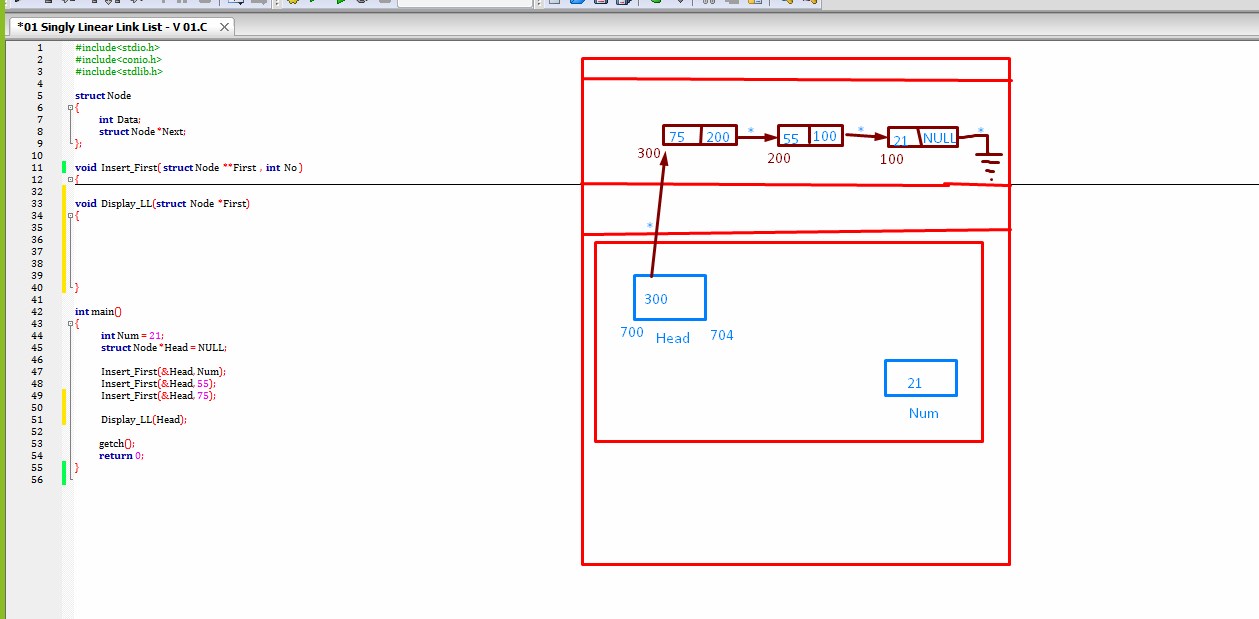 *01 Singly Linear Link List - V 01.C
1 #include<stdio.h>
2 #include<conio.h>
3 #include<stdlib.h>
4
5 struct Node
6 {
7 int Data;
8 struct Node *Next;
9 };
10
11 void Insert_First( struct Node **First , int No )
12 {
32
33 void Display_LL(struct Node *First)
34 {
35
36
37
38
39
40 }
41
42 int main()
43 {
44 int Num = 21;
45 struct Node *Head = NULL;
46
47 Insert_First(&Head, Num);
48 Insert_First(&Head, 55);
49 Insert_First(&Head, 75);
50
51 Display_LL(Head);
52
53 getch();
54 return 0;
55 }
56
75 200 * 55 100 * 21 NULL *
300 200 100
*
300
700 Head 704
21
Num